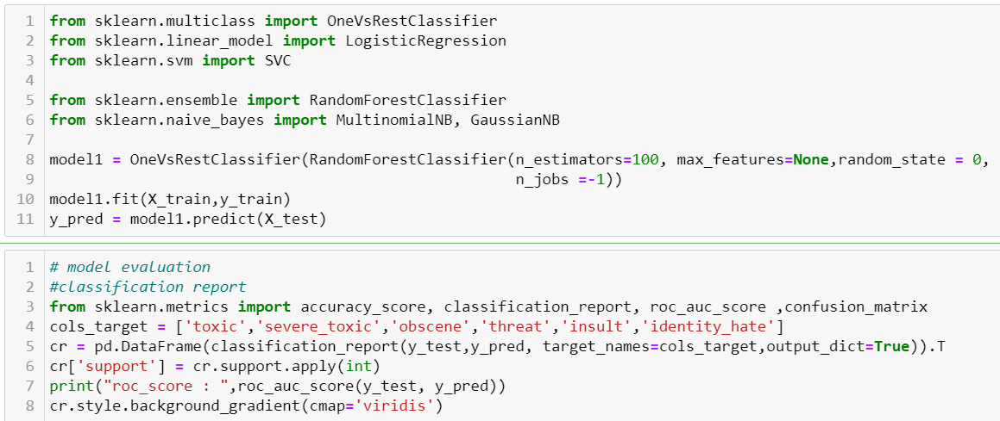 1 from sklearn.multiclass import OneVsRestClassifier
2 from sklearn.linear_model import LogisticRegression
3 from sklearn.svm import SVC
4
5 from sklearn.ensemble import RandomForestClassifier
6 from sklearn.naive_bayes import MultinomialNB, GaussianNB
7
8 model1 = OneVsRestClassifier(RandomForestClassifier(n_estimators=100, max_features=None,random_state = 0,
9                                                     n_jobs =-1))
10 model1.fit(X_train,y_train)
11 y_pred = model1.predict(X_test)
1 # model evaluation
2 #classification report
3 from sklearn.metrics import accuracy_score, classification_report, roc_auc_score ,confusion_matrix
4 cols_target = ['toxic','severe_toxic','obscene','threat','insult','identity_hate']
5 cr = pd.DataFrame(classification_report(y_test,y_pred, target_names=cols_target,output_dict=True)).T
6 cr['support'] = cr.support.apply(int)
7 print("roc_score : ",roc_auc_score(y_test, y_pred))
8 cr.style.background_gradient(cmap='viridis')